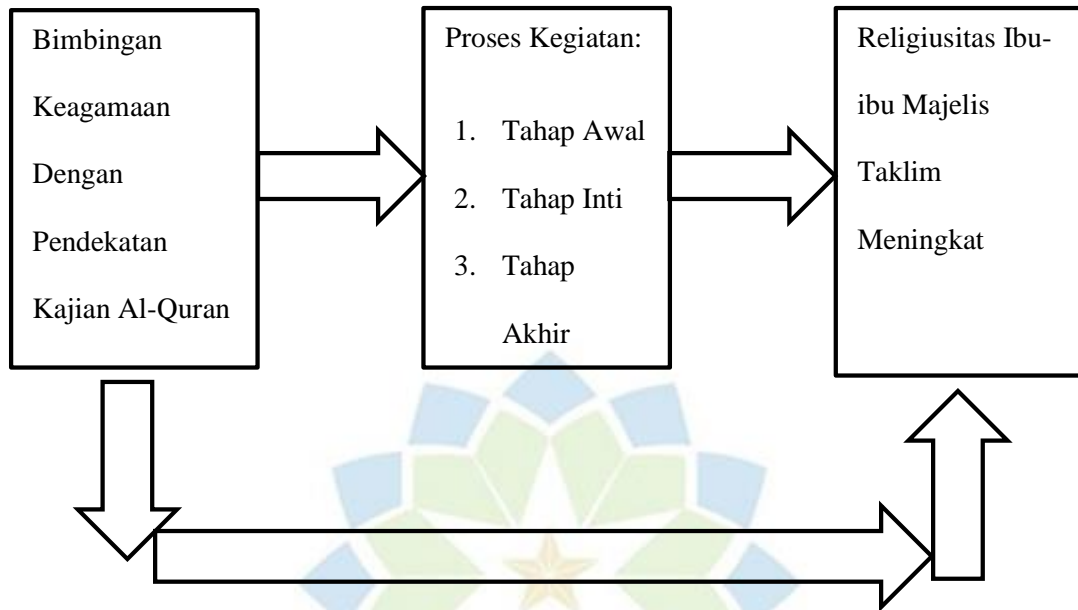 Bimbingan
Keagamaan
Dengan
Pendekatan
Kajian Al-Quran
Proses Kegiatan:
1. Tahap Awal
2. Tahap Inti
3. Tahap
Akhir
Religiusitas Ibu-
ibu Majelis
Taklim
Meningkat